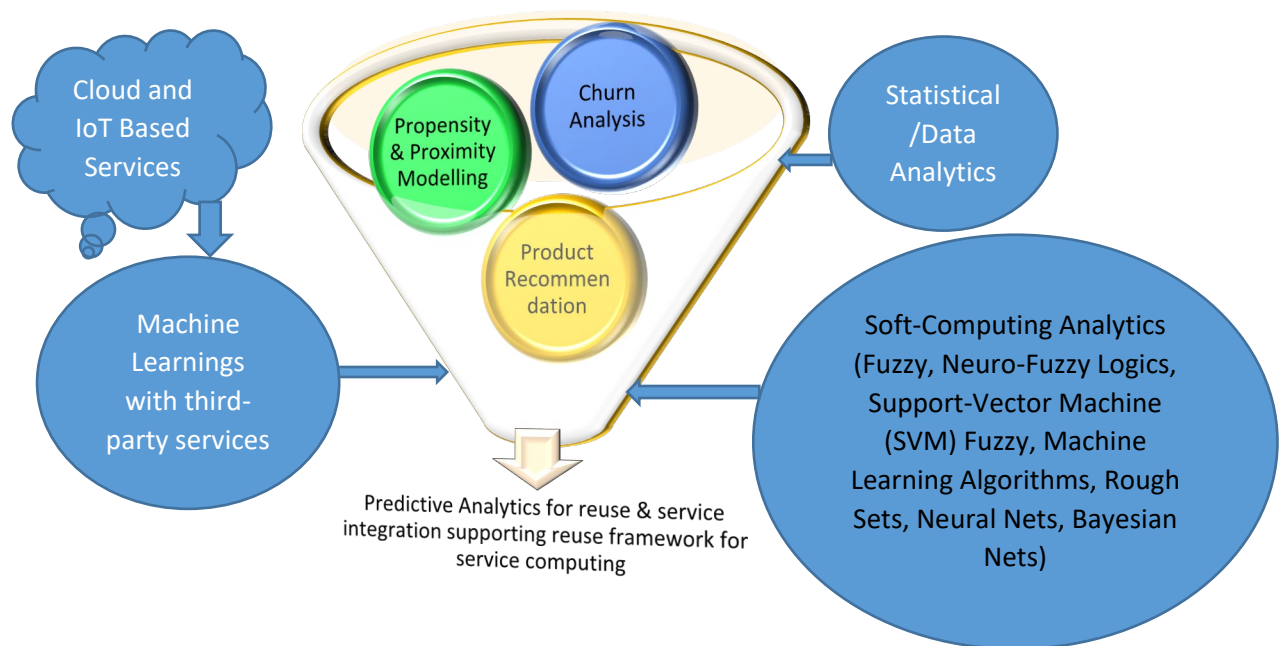 Cloud and
IoT Based
Services
Machine
Learnings
with third-
party services
Propensity
& Proximity
Modelling
Churn
Analysis
Product
Recommen
dation
Predictive Analytics for reuse & service
integration supporting reuse framework for
service computing
Statistical
/Data
Analytics
Soft-Computing Analytics
(Fuzzy, Neuro-Fuzzy Logics,
Support-Vector Machine
(SVM) Fuzzy, Machine
Learning Algorithms, Rough
Sets, Neural Nets, Bayesian
Nets)